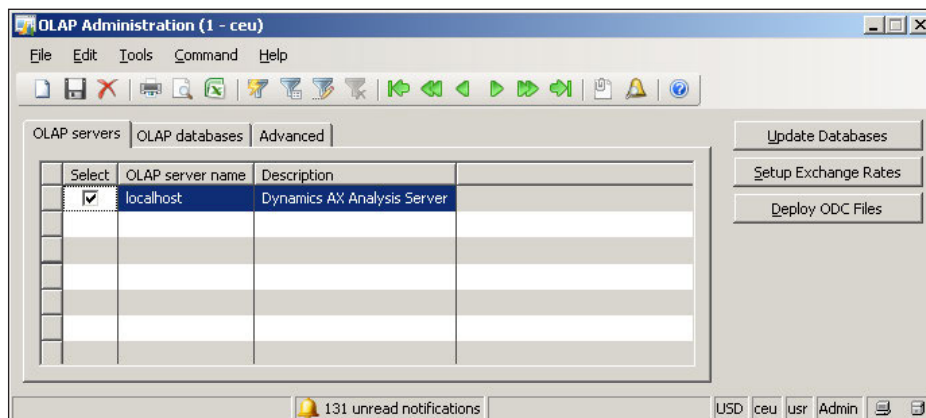 OLAP Administration (1 - ceu)
File Edit Tools Command Help
OLAP servers OLAP databases Advanced
Update Databases
Select OLAP server name Description
Setup Exchange Rates
localhost Dynamics AX Analysis Server
Deploy ODC Files
131 unread notifications USD ceu usr Admin